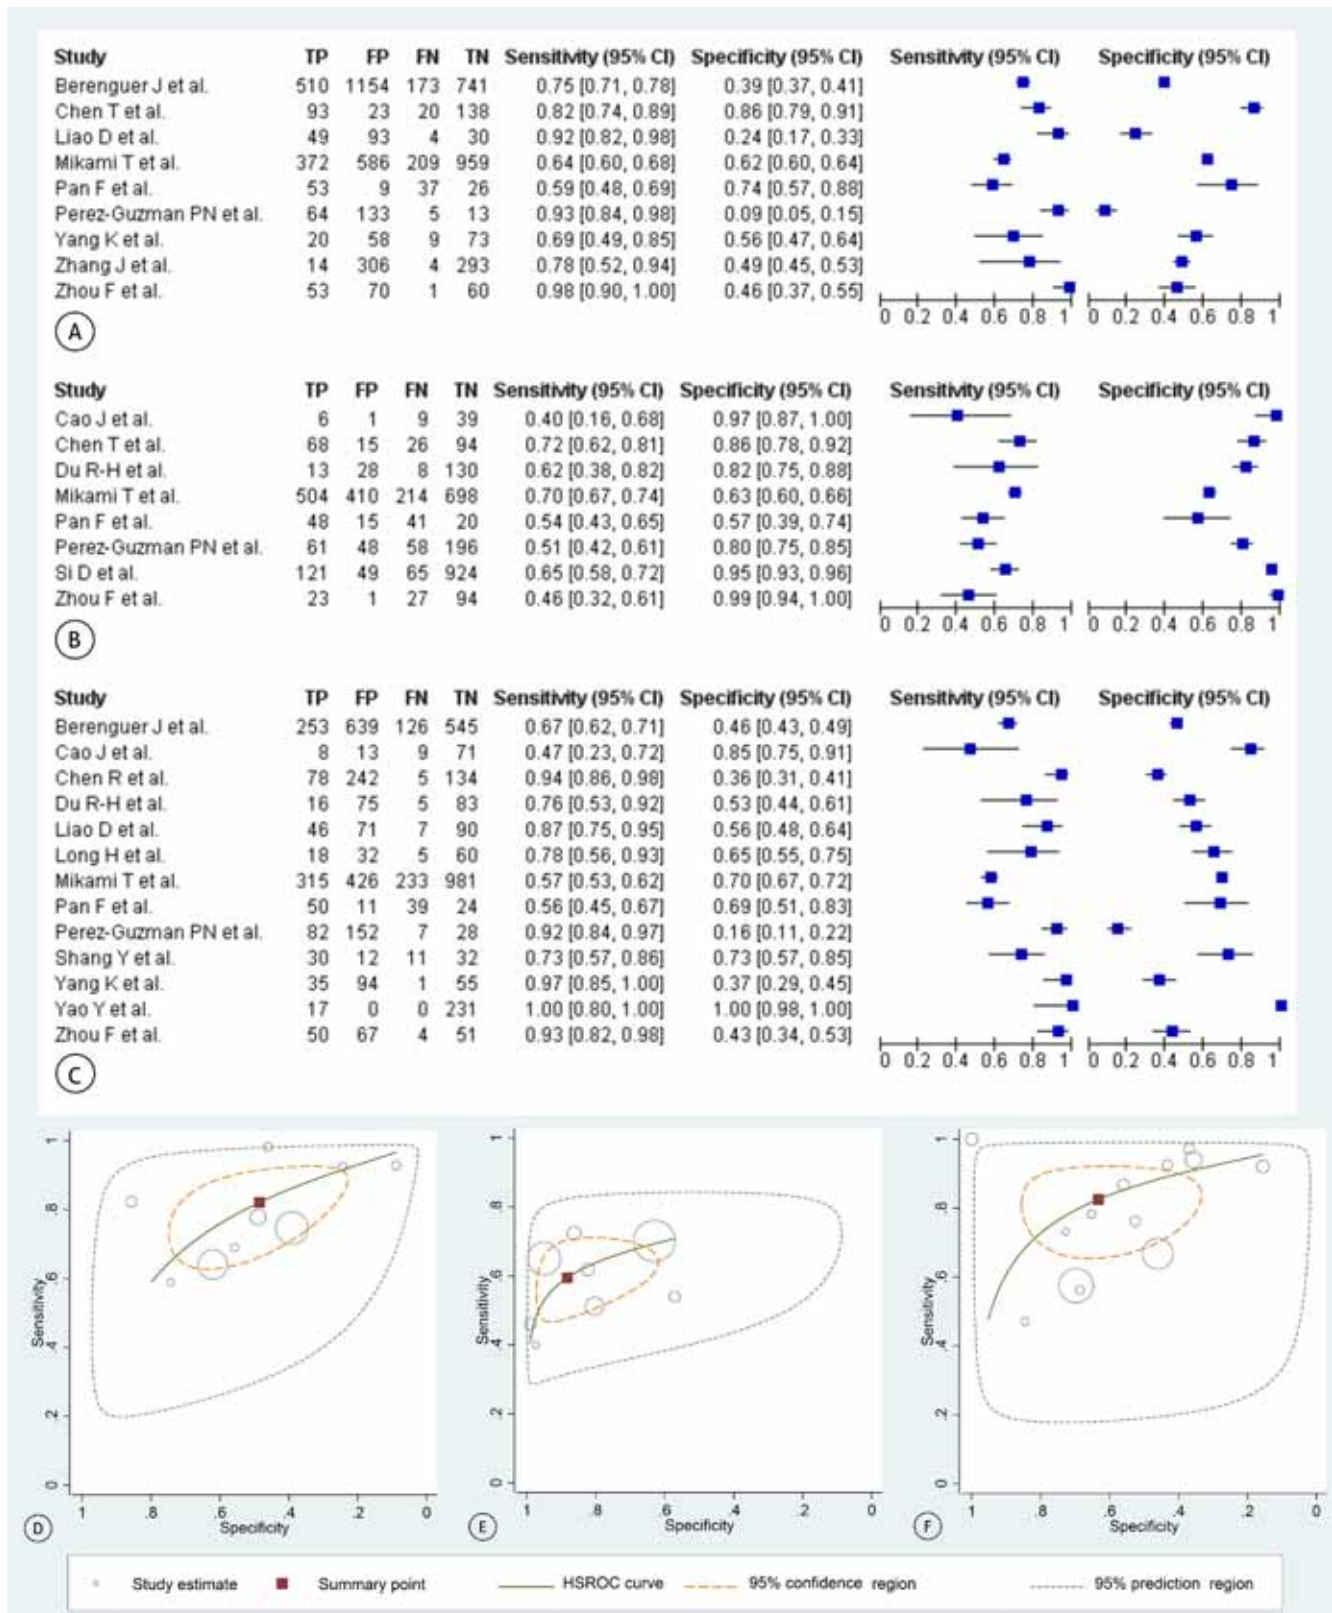 Study TP FP FN TN Sensitivity (95% CI) Specificity (95% CI) Sensitivity (95% CI) Specificity (95% CI)
Berenguer J et al. 510 1154 173 741 0.75 [0.71, 0.78] 0.39 [0.37, 0.41]
Chen T et al. 93 23 20 138 0.82 [0.74, 0.89] 0.86 [0.79, 0.91]
Liao D et al. 49 93 4 30 0.92 [0.82, 0.98] 0.24 [0.17, 0.33]
Mikami T et al. 372 586 209 959 0.64 [0.60, 0.68] 0.62 [0.60, 0.64]
Pan F et al. 53 9 37 26 0.59 [0.48, 0.69] 0.74 [0.57, 0.88]
Perez-Guzman PN et al. 64 133 5 13 0.93 [0.84, 0.98] 0.09 [0.05, 0.15]
Yang K et al. 20 58 9 73 0.69 [0.49, 0.85] 0.56 [0.47, 0.64]
Zhang J et al. 14 306 4 293 0.78 [0.52, 0.94] 0.49 [0.45, 0.53]
Zhou F et al. 53 70 1 60 0.98 [0.90, 1.00] 0.46 [0.37, 0.55]
0 0.2 0.4 0.6 0.8 1 0 0.2 0.4 0.6 0.8 1
A
Study TP FP FN TN Sensitivity (95% CI) Specificity (95% CI) Sensitivity (95% CI) Specificity (95% CI)
Cao J et al. 6 1 9 39 0.40 [0.16, 0.68] 0.97 [0.87, 1.00]
Chen T et al. 68 15 26 94 0.72 [0.62, 0.81] 0.86 [0.78, 0.92]
Du R-H et al. 13 28 8 130 0.62 [0.38, 0.82] 0.82 [0.75, 0.88]
Mikami T et al. 504 410 214 698 0.70 [0.67, 0.74] 0.63 [0.60, 0.66]
Pan F et al. 48 15 41 20 0.54 [0.43, 0.65] 0.57 [0.39, 0.74]
Perez-Guzman PN et al. 61 48 58 196 0.51 [0.42, 0.61] 0.80 [0.75, 0.85]
Si D et al. 121 49 65 924 0.65 [0.58, 0.72] 0.95 [0.93, 0.96]
Zhou F et al. 23 1 27 94 0.46 [0.32, 0.61] 0.99 [0.94, 1.00]
0 0.2 0.4 0.6 0.8 1 0 0.2 0.4 0.6 0.8 1
B
Study TP FP FN TN Sensitivity (95% CI) Specificity (95% CI) Sensitivity (95% CI) Specificity (95% CI)
Berenguer J et al. 253 639 126 545 0.67 [0.62, 0.71] 0.46 [0.43, 0.49]
Cao J et al. 8 13 9 71 0.47 [0.23, 0.72] 0.85 [0.75, 0.91]
Chen R et al. 78 242 5 134 0.94 [0.86, 0.98] 0.36 [0.31, 0.41]
Du R-H et al. 16 75 5 83 0.76 [0.53, 0.92] 0.53 [0.44, 0.61]
Liao D et al. 46 71 7 90 0.87 [0.75, 0.95] 0.56 [0.48, 0.64]
Long H et al. 18 32 5 60 0.78 [0.56, 0.93] 0.65 [0.55, 0.75]
Mikami T et al. 315 426 233 981 0.57 [0.53, 0.62] 0.70 [0.67, 0.72]
Pan F et al. 50 11 39 24 0.56 [0.45, 0.67] 0.69 [0.51, 0.83]
Perez-Guzman PN et al. 82 152 7 28 0.92 [0.84, 0.97] 0.16 [0.11, 0.22]
Shang Y et al. 30 12 11 32 0.73 [0.57, 0.86] 0.73 [0.57, 0.85]
Yang K et al. 35 94 1 55 0.97 [0.85, 1.00] 0.37 [0.29, 0.45]
Yao Y et al. 17 0 0 231 1.00 [0.80, 1.00] 1.00 [0.98, 1.00]
Zhou F et al. 50 67 4 51 0.93 [0.82, 0.98] 0.43 [0.34, 0.53]
0 0.2 0.4 0.6 0.8 1 0 0.2 0.4 0.6 0.8 1
C
1
.8
.6
.4
.2
0
Sensitivity
1 .8 .6 .4 .2 0
Specificity
D
1
.8
.6
.4
.2
0
Sensitivity
1 .8 .6 .4 .2 0
Specificity
E
1
.8
.6
.4
.2
0
Sensitivity
1 .8 .6 .4 .2 0
Specificity
F
Study estimate Summary point HSROC curve 95% confidence region 95% prediction region